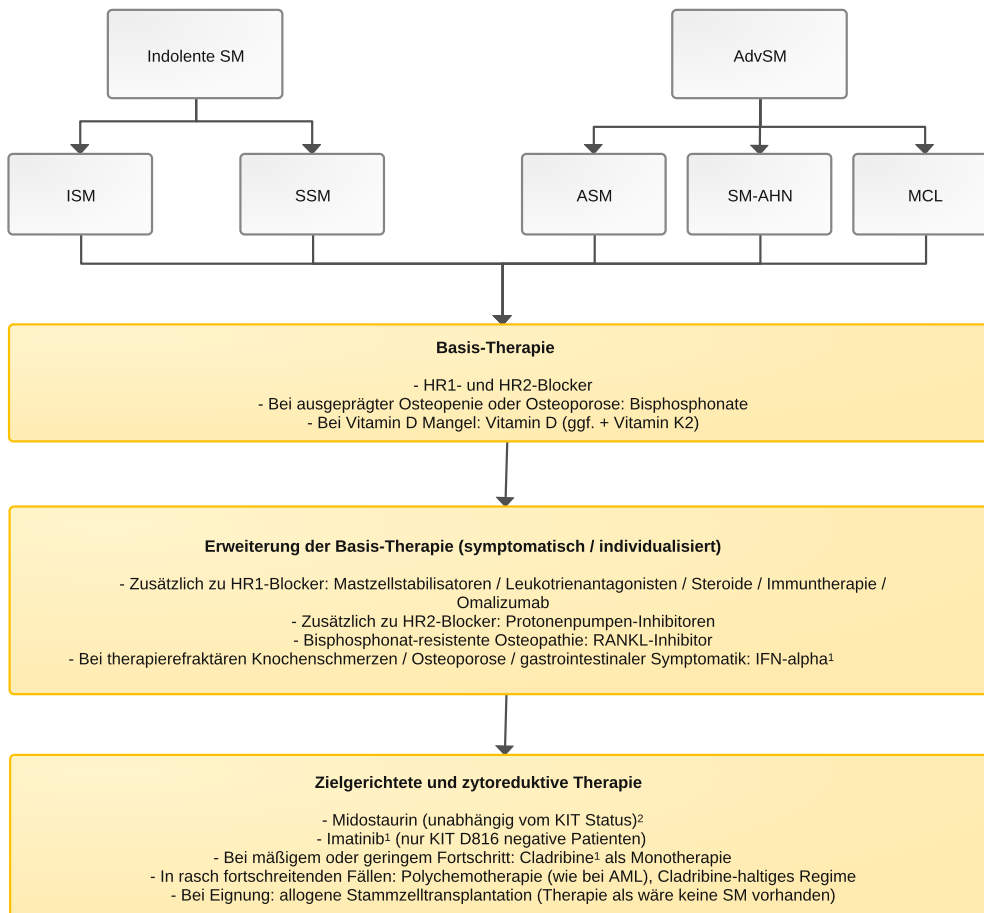 Indolente SM
AdvSM
ISM
SSM
ASM
SM-AHN
MCL
Basis-Therapie
- HR1- und HR2-Blocker
- Bei ausgeprägter Osteopenie oder Osteoporose: Bisphosphonate
- Bei Vitamin D Mangel: Vitamin D (ggf. + Vitamin K2)
Erweiterung der Basis-Therapie (symptomatisch / individualisiert)
- Zusätzlich zu HR1-Blocker: Mastzellstabilisatoren / Leukotrienantagonisten / Steroide / Immuntherapie /
Omalizumab
- Zusätzlich zu HR2-Blocker: Protonenpumpen-Inhibitoren
- Bisphosphonat-resistente Osteopathie: RANKL-Inhibitor
- Bei therapierefraktären Knochenschmerzen / Osteoporose / gastrointestinaler Symptomatik: IFN-alpha¹
Zielgerichtete und zytoreduktive Therapie
- Midostaurin (unabhängig vom KIT Status)²
- Imatinib¹ (nur KIT D816 negative Patienten)
- Bei mäßigem oder geringem Fortschritt: Cladribine¹ als Monotherapie
- In rasch fortschreitenden Fällen: Polychemotherapie (wie bei AML), Cladribine-haltiges Regime
- Bei Eignung: allogene Stammzelltransplantation (Therapie als wäre keine SM vorhanden)